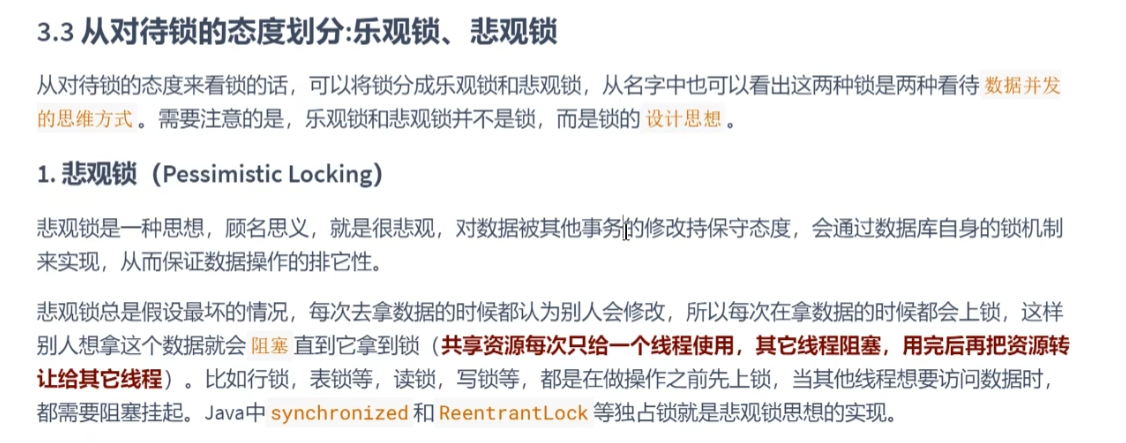 3.3 从对待锁的态度划分:乐观锁、悲观锁
从对待锁的态度来看锁的话，可以将锁分成乐观锁和悲观锁，从名字中也可以看出这两种锁是两种看待 数据并发
的思维方式 。需要注意的是，乐观锁和悲观锁并不是锁，而是锁的 设计思想 。
1. 悲观锁（Pessimistic Locking）
悲观锁是一种思想，顾名思义，就是很悲观，对数据被其他事务的修改持保守态度，会通过数据库自身的锁机制
来实现，从而保证数据操作的排它性。
悲观锁总是假设最坏的情况，每次去拿数据的时候都认为别人会修改，所以每次在拿数据的时候都会上锁，这样
别人想拿这个数据就会 阻塞 直到它拿到锁（共享资源每次只给一个线程使用，其它线程阻塞，用完后再把资源转
让给其它线程）。比如行锁，表锁等，读锁，写锁等，都是在做操作之前先上锁，当其他线程想要访问数据时，
都需要阻塞挂起。Java中 synchronized 和 ReentrantLock 等独占锁就是悲观锁思想的实现。